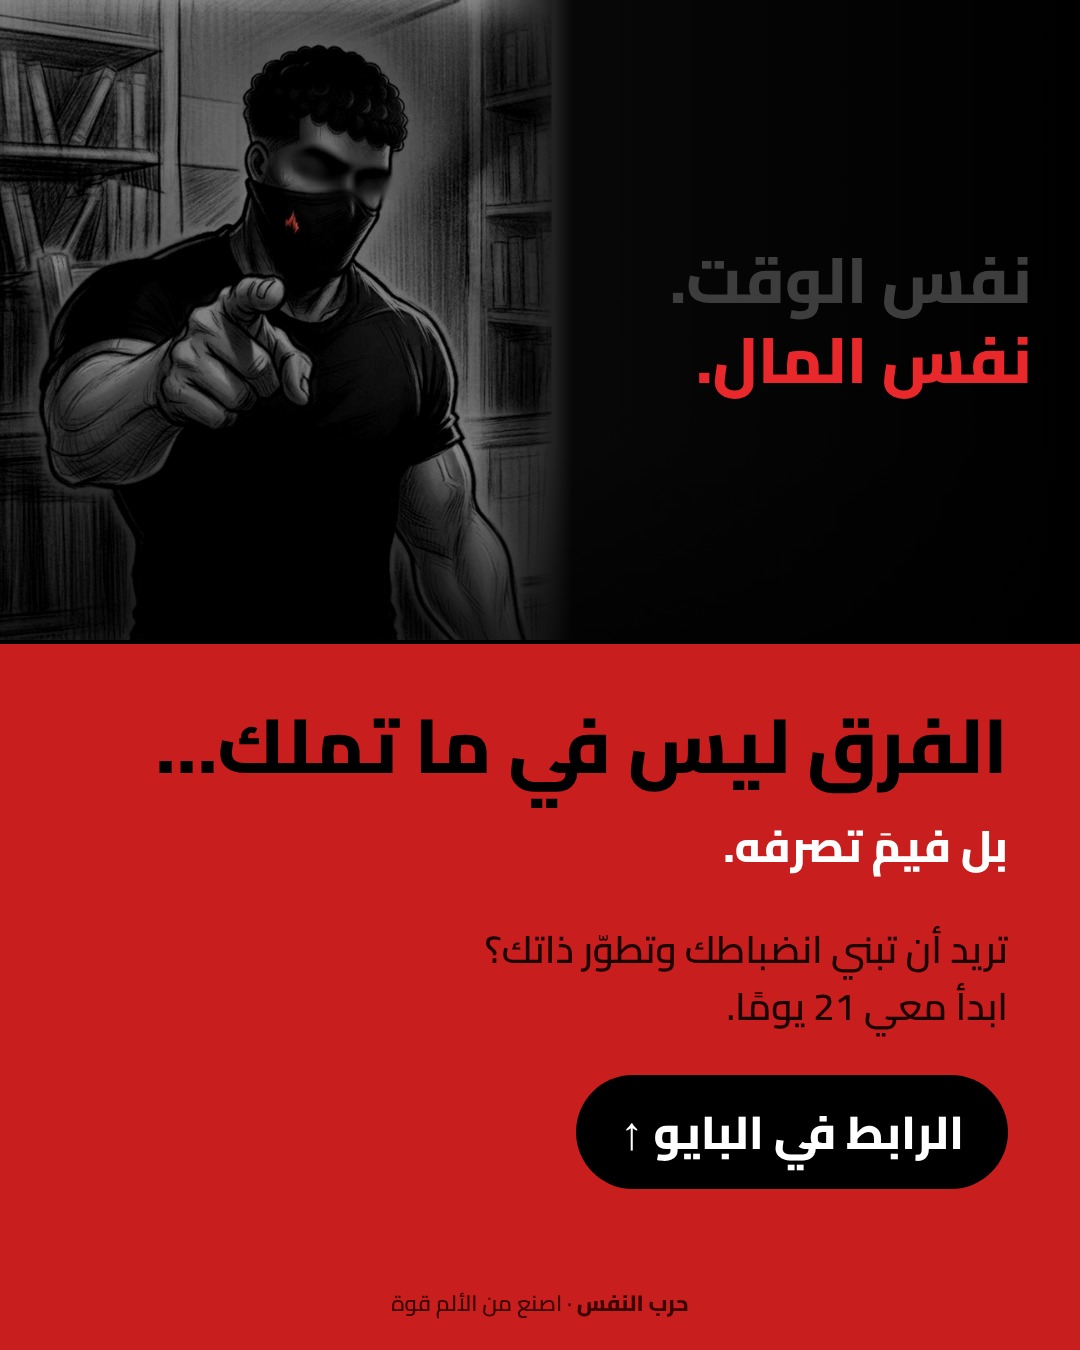 نفس الوقت.
نفس المال.
الفرق ليس في ما تملك...
بل فيمَ تصرفه.
تريد أن تبني انضباطك وتطوّر ذاتك؟
ابدأ معي 21 يومًا.
الرابط في البايو ↑
حرب النفس · اصنع من الألم قوة